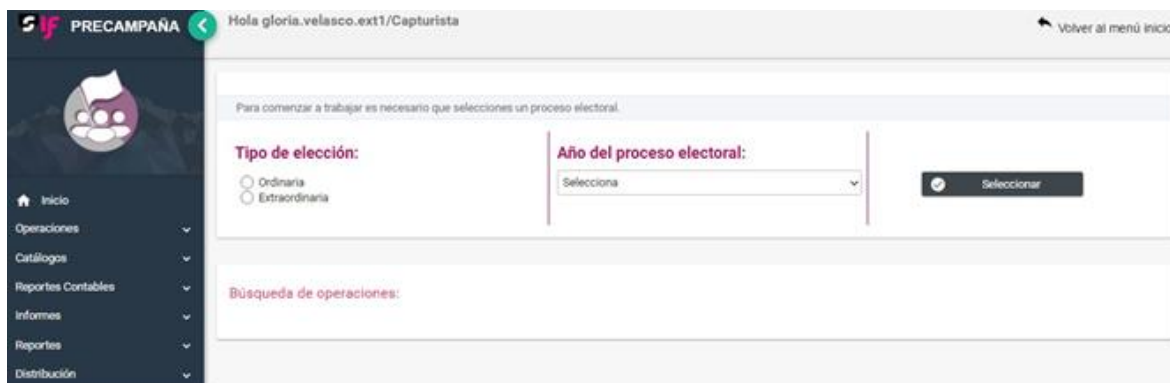 SIF PRECAMPAÑA
Hola gloria.velasco.ext1/Capturista
Volver al menú inicio
Para comenzar a trabajar es necesario que selecciones un proceso electoral.
Tipo de elección:
Ordinaria
Extraordinaria
Año del proceso electoral:
Selecciona
Seleccionar
Inicio
Operaciones
Catálogos
Reportes Contables
Informes
Reportes
Distribución
Búsqueda de operaciones: